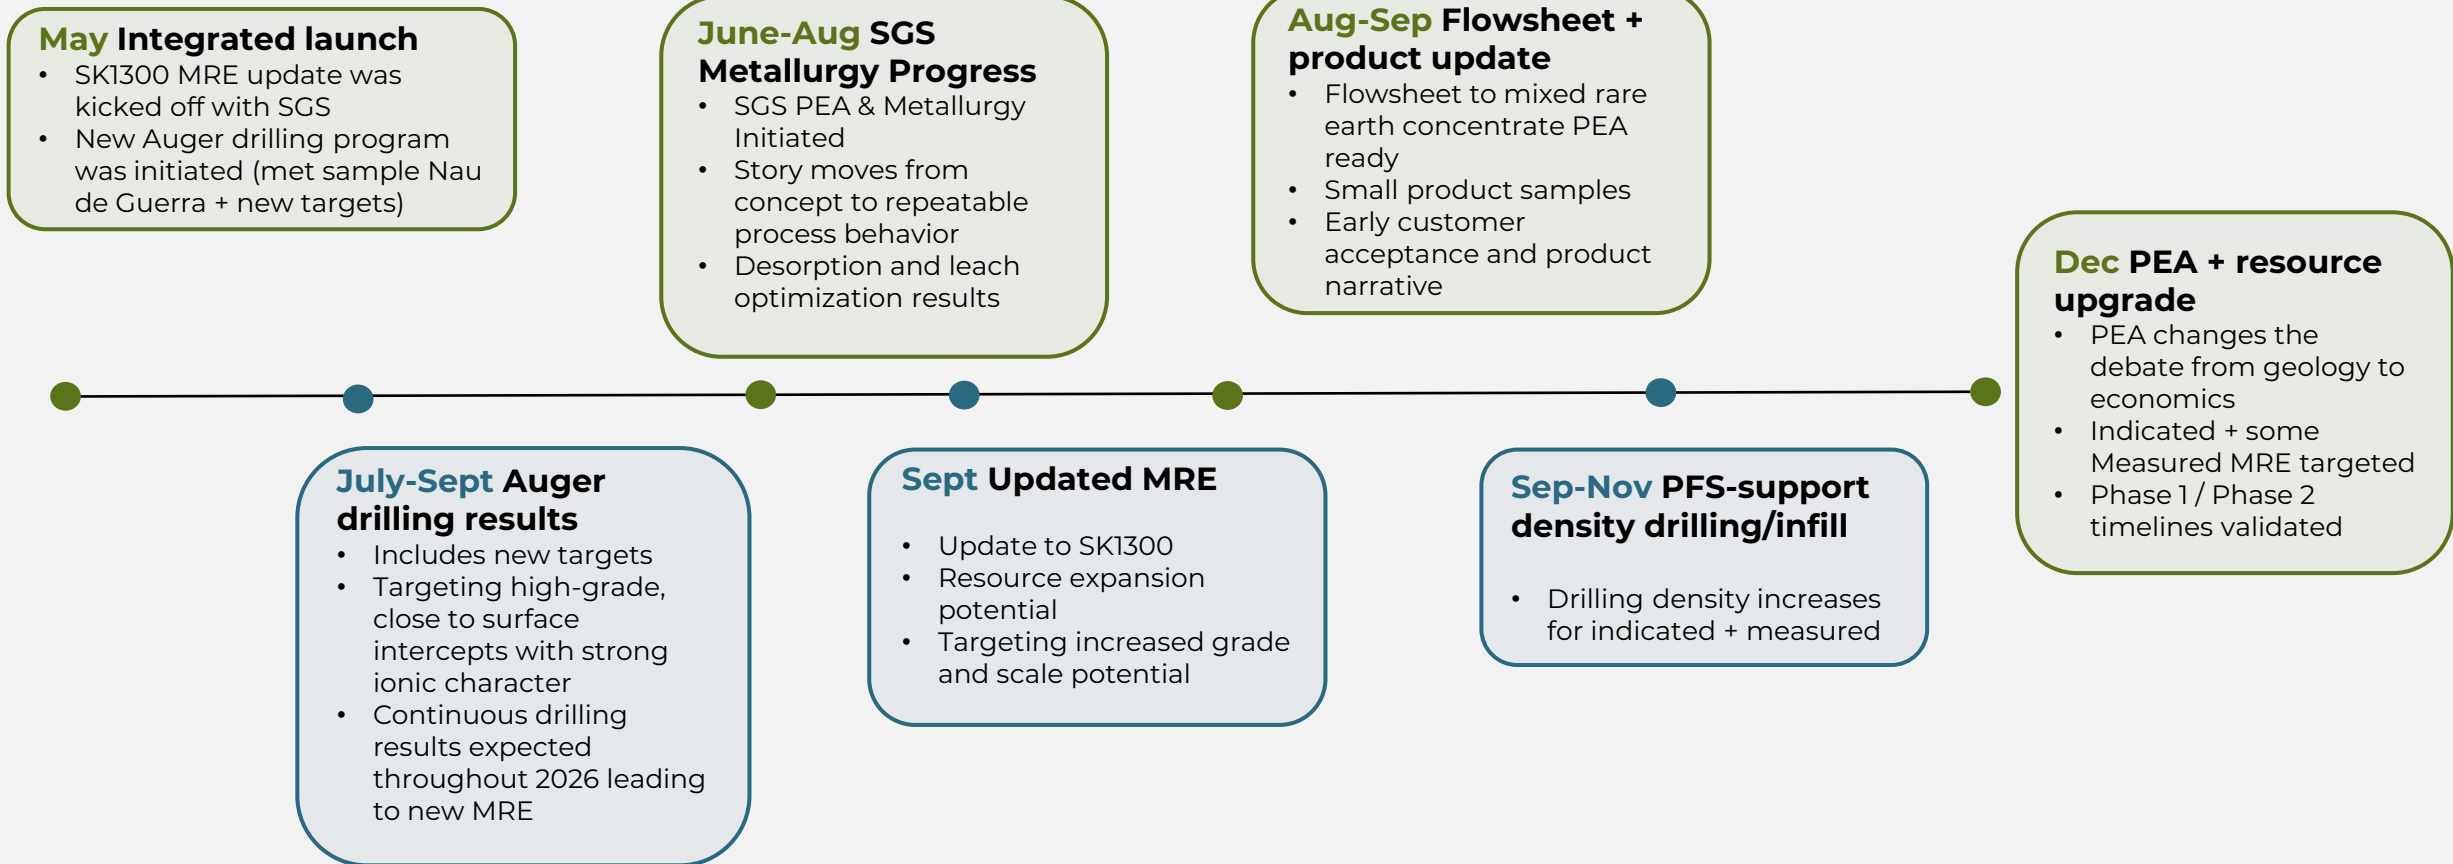 May Integrated launch
• SK1300 MRE update was
kicked off with SGS
• New Auger drilling program
was initiated (met sample Nau
de Guerra + new targets)
June-Aug SGS
Metallurgy Progress
• SGS PEA & Metallurgy
Initiated
• Story moves from
concept to repeatable
process behavior
• Desorption and leach
optimization results
Aug-Sep Flowsheet +
product update
• Flowsheet to mixed rare
earth concentrate PEA
ready
• Small product samples
• Early customer
acceptance and product
narrative
Dec PEA + resource
upgrade
• PEA changes the
debate from geology to
economics
• Indicated + some
Measured MRE targeted
• Phase 1 / Phase 2
timelines validated
July-Sept Auger
drilling results
• Includes new targets
• Targeting high-grade,
close to surface
intercepts with strong
ionic character
• Continuous drilling
results expected
throughout 2026 leading
to new MRE
Sept Updated MRE
• Update to SK1300
• Resource expansion
potential
• Targeting increased grade
and scale potential
Sep-Nov PFS-support
density drilling/infill
• Drilling density increases
for indicated + measured